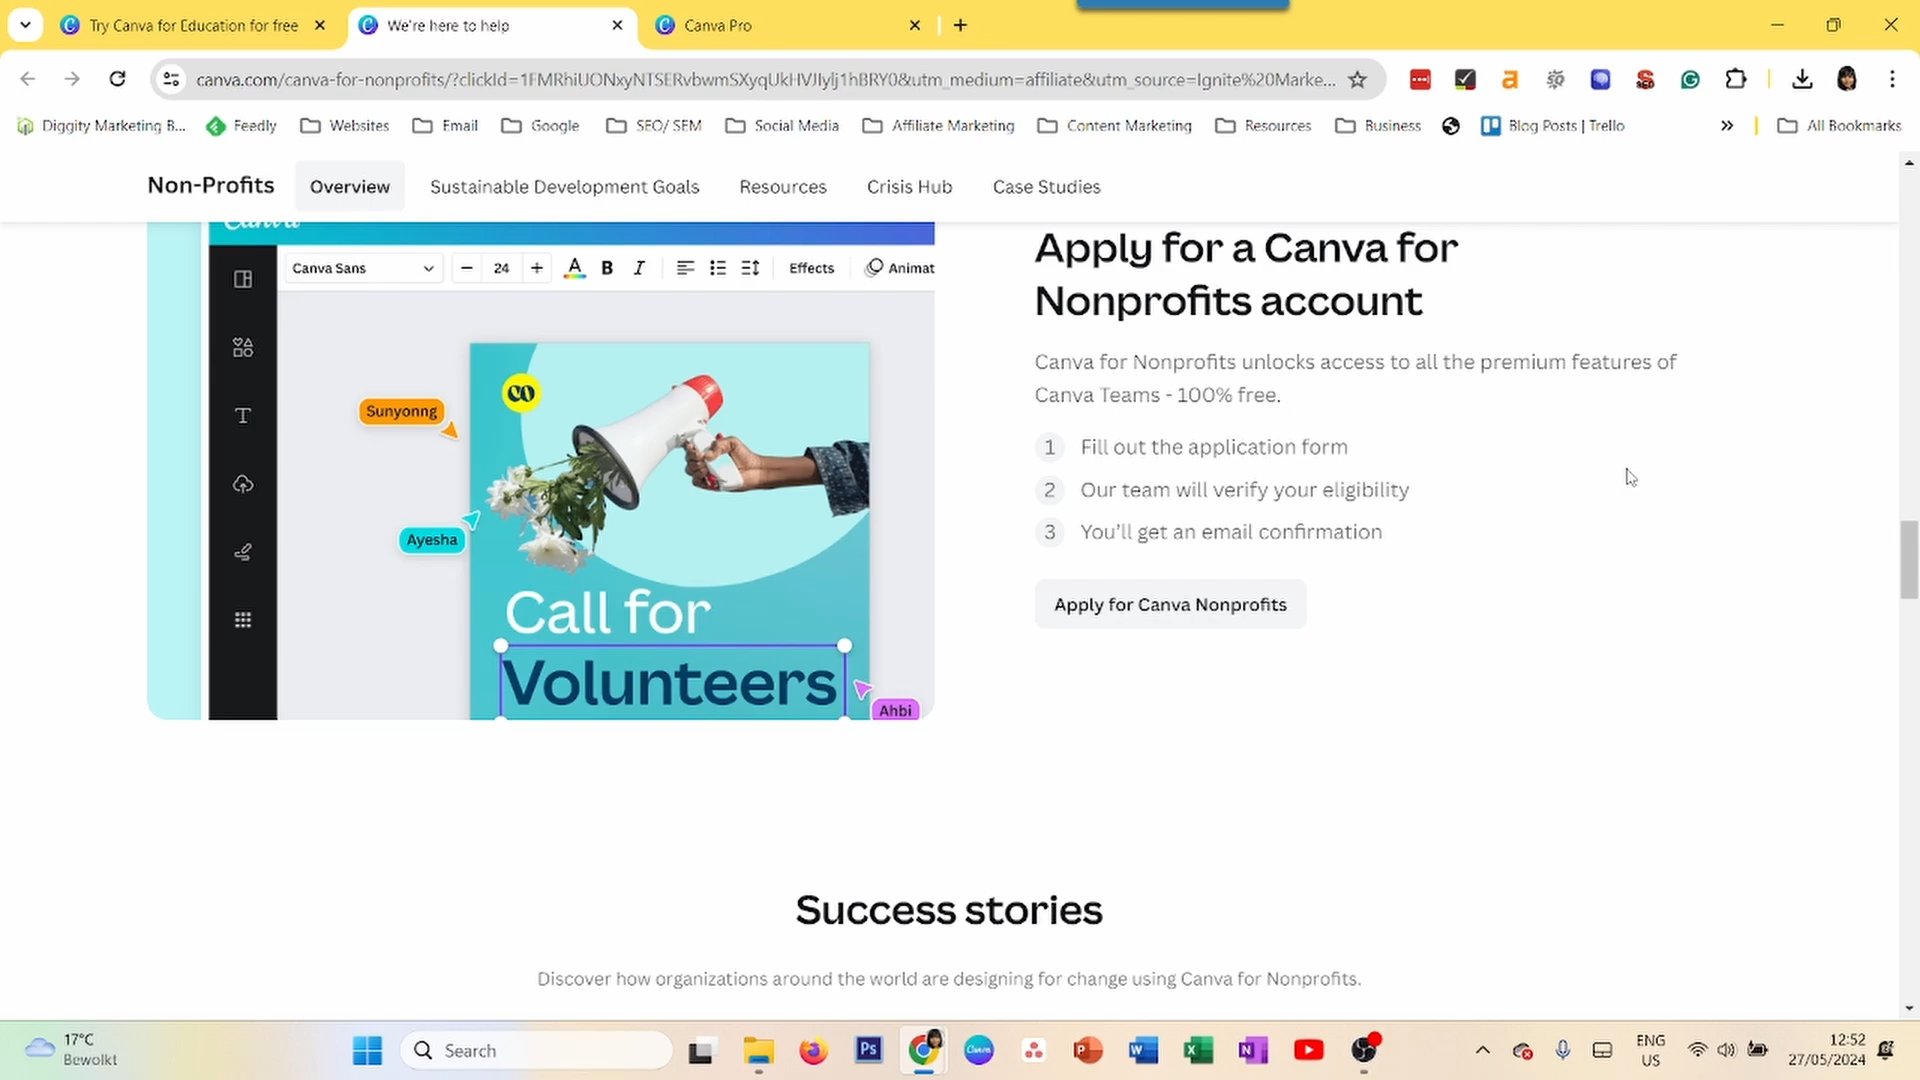 Try Canva for Education for free
We're here to help
Canva Pro
canva.com/canva-for-nonprofits/?clickId=1FMRhiUONxyNTSERvbwmSXyqUkHVJIylj1hBRY0&utm_medium=affiliate&utm_source=Ignite%20Marke...
Diggity Marketing B...
Feedly
Websites
Email
Google
SEO/ SEM
Social Media
Affiliate Marketing
Content Marketing
Resources
Business
Blog Posts | Trello
All Bookmarks
Non-Profits
Overview
Sustainable Development Goals
Resources
Crisis Hub
Case Studies
Canva
Canva Sans
24
A
B
I
Effects
Animat
Sunyonng
Ayesha
Call for
Volunteers
Ahbi
Apply for a Canva for
Nonprofits account
Canva for Nonprofits unlocks access to all the premium features of
Canva Teams - 100% free.
1 Fill out the application form
2 Our team will verify your eligibility
3 You'll get an email confirmation
Apply for Canva Nonprofits
Success stories
Discover how organizations around the world are designing for change using Canva for Nonprofits.
17°C
Bewolkt
Search
Ps
Canva
ENG
US
12:52
27/05/2024